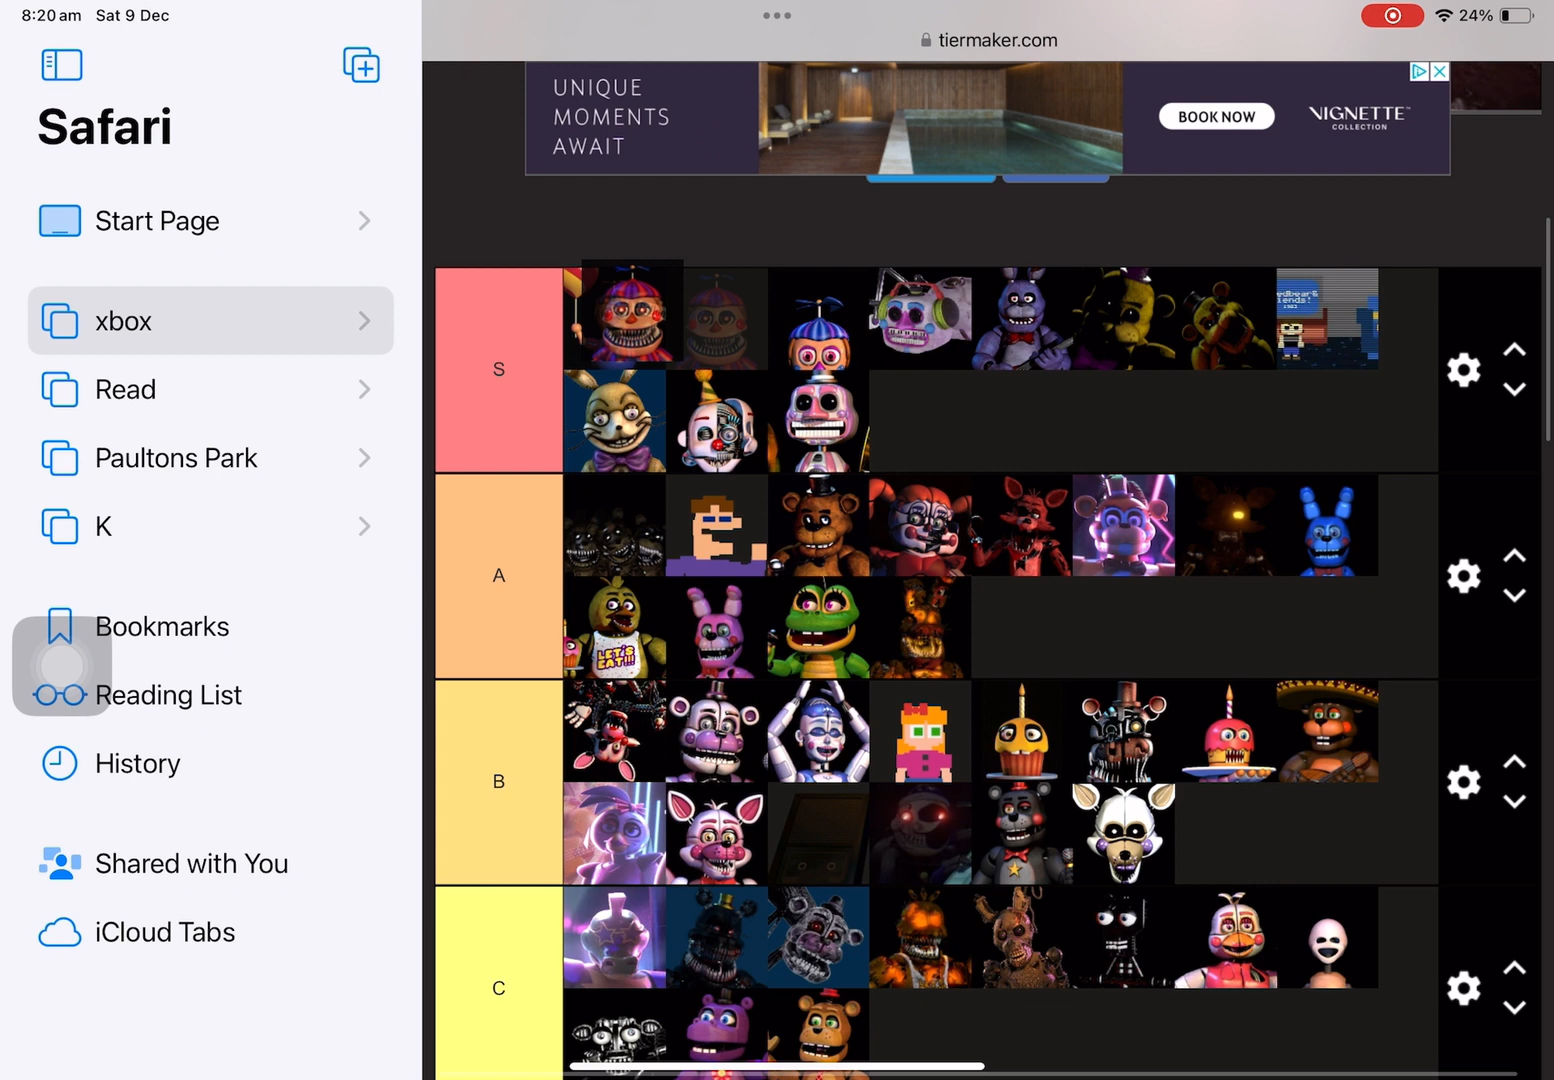 8:20 am Sat 9 Dec
24%
tiermaker.com
Safari
Start Page
xbox
Read
Paultons Park
K
Bookmarks
Reading List
History
Shared with You
iCloud Tabs
UNIQUE
MOMENTS
AWAIT
BOOK NOW
VIGNETTE
COLLECTION
S
A
LET'S
EAT!!!
B
C